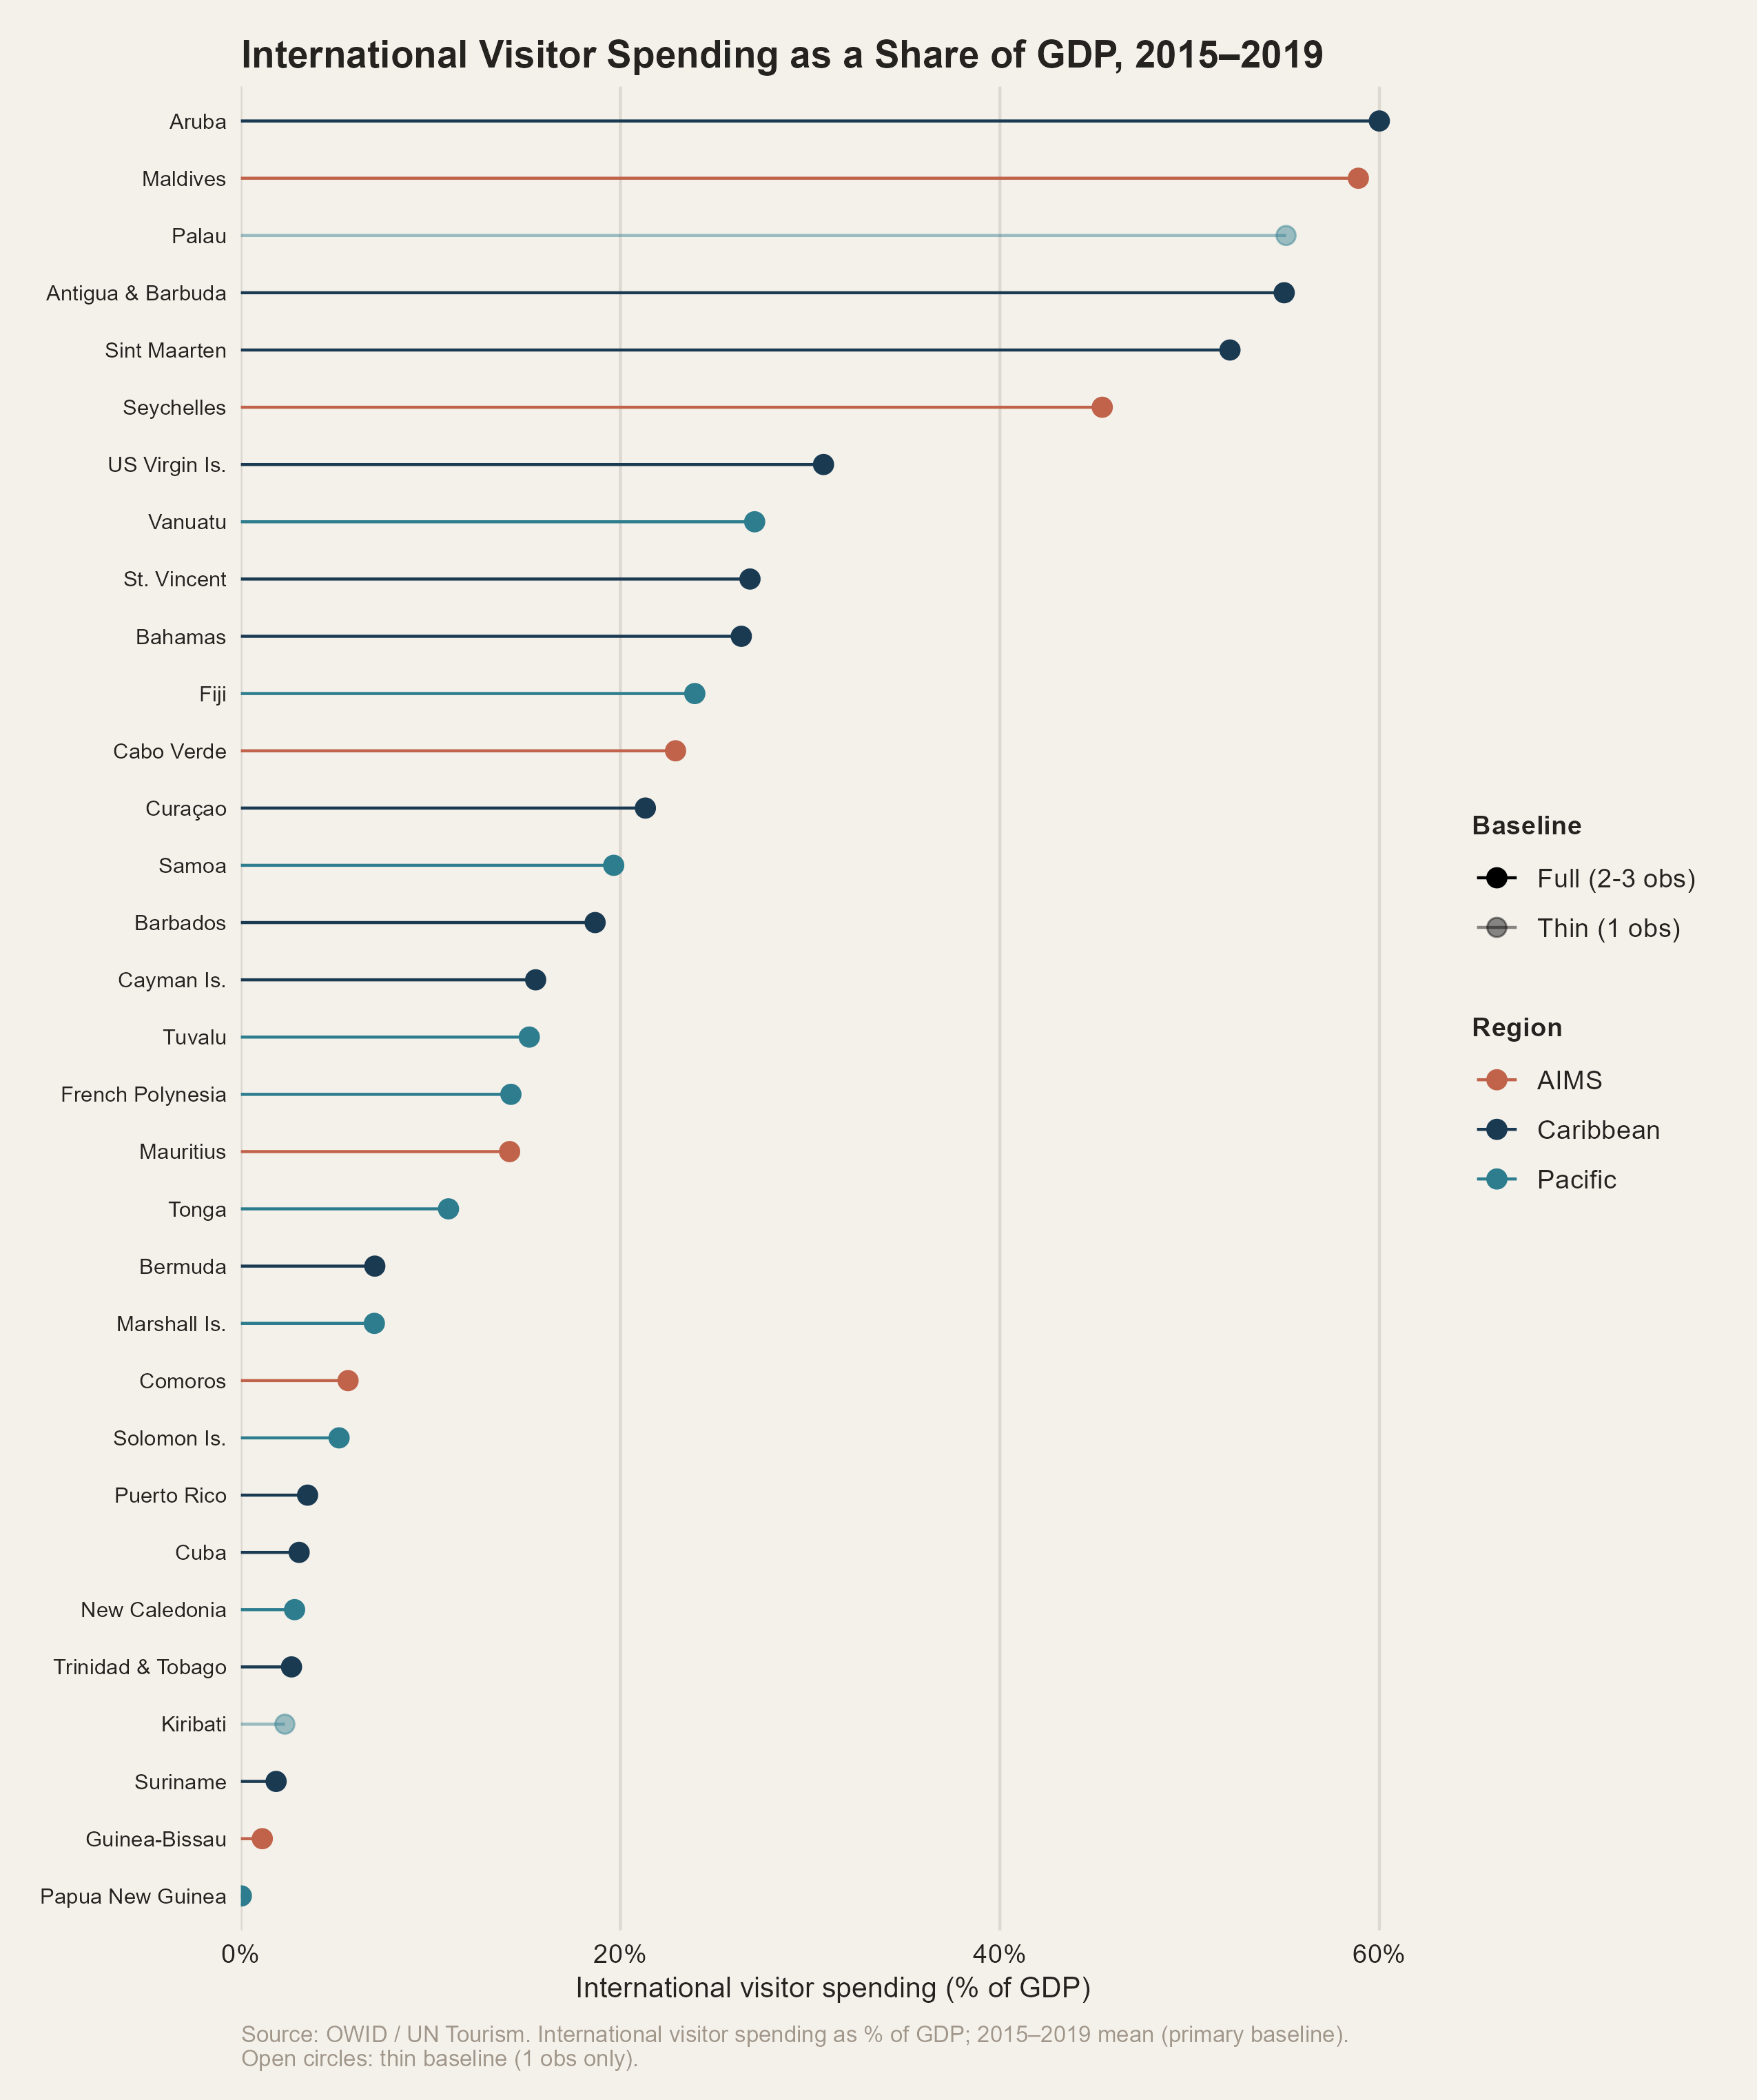 International Visitor Spending as a Share of GDP, 2015–2019
Aruba
Maldives
Palau
Antigua & Barbuda
Sint Maarten
Seychelles
US Virgin Is.
Vanuatu
St. Vincent
Bahamas
Fiji
Cabo Verde
Curaçao
Samoa
Barbados
Cayman Is.
Tuvalu
French Polynesia
Mauritius
Tonga
Bermuda
Marshall Is.
Comoros
Solomon Is.
Puerto Rico
Cuba
New Caledonia
Trinidad & Tobago
Kiribati
Suriname
Guinea-Bissau
Papua New Guinea
0% 20% 40% 60%
International visitor spending (% of GDP)
Baseline
Full (2-3 obs)
Thin (1 obs)
Region
AIMS
Caribbean
Pacific
Source: OWID / UN Tourism. International visitor spending as % of GDP; 2015–2019 mean (primary baseline).
Open circles: thin baseline (1 obs only).